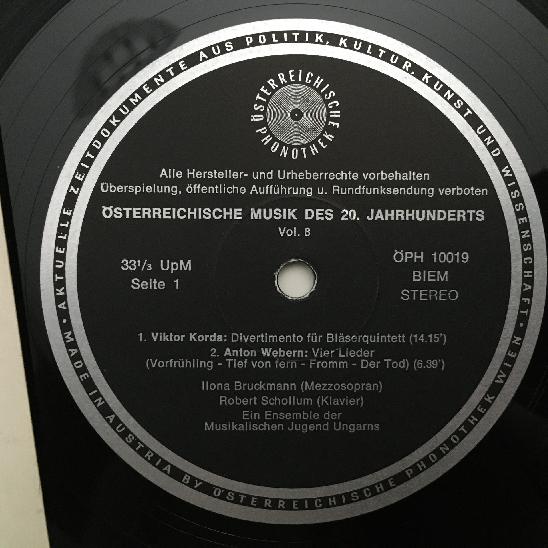 AKTUELLE ZEITDOKUMENTE AUS POLITIK, KULTUR, KUNST UND WISSENSCHAFT · 
ÖSTERREICHISCHE
PHONOTHEK
Alle Hersteller- und Urheberrechte vorbehalten
Überspielung, öffentliche Aufführung u. Rundfunksendung verboten
ÖSTERREICHISCHE MUSIK DES 20. JAHRHUNDERTS
Vol. 8
33¹/₃ UpM
Seite 1
ÖPH 10019
BIEM
STEREO
1. Viktor Korda: Divertimento für Bläserquintett (14.15')
2. Anton Webern: Vier Lieder
(Vorfrühling - Tief von fern - Fromm - Der Tod) (6.39')
Ilona Bruckmann (Mezzosopran)
Robert Schollum (Klavier)
Ein Ensemble der
Musikalischen Jugend Ungarns
MADE IN AUSTRIA BY ÖSTERREICHISCHE PHONOTHEK WIEN ·